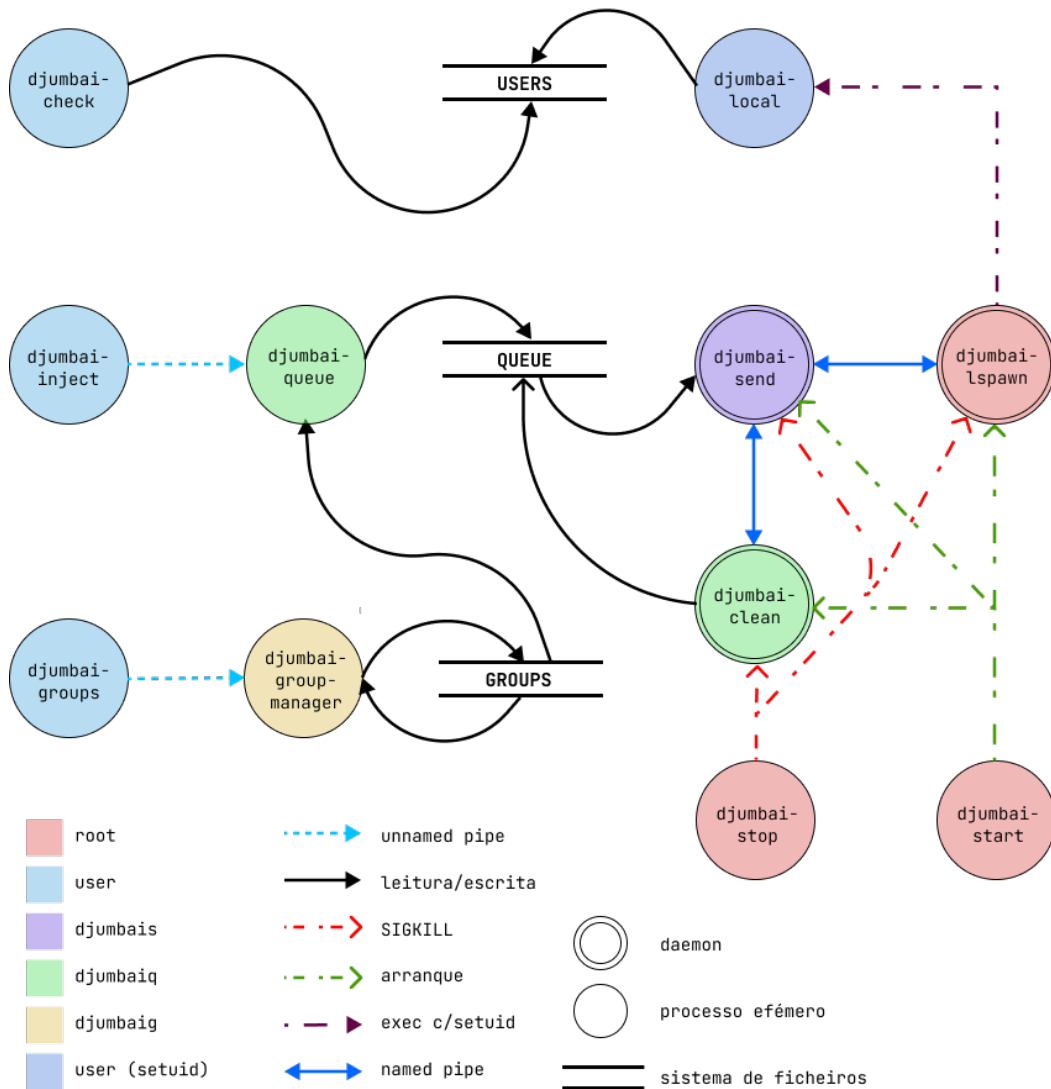 djumbai-
check
USERS
djumbai-
local
djumbai-
inject
djumbai-
queue
QUEUE
djumbai-
send
djumbai-
lspawn
djumbai-
clean
djumbai-
groups
djumbai-
group-
manager
GROUPS
djumbai-
stop
djumbai-
start
root
user
djumbais
djumbaiq
djumbaig
user (setuid)
unnamed pipe
leitura/escrita
SIGKILL
arranque
exec c/setuid
named pipe
daemon
processo efémero
sistema de ficheiros